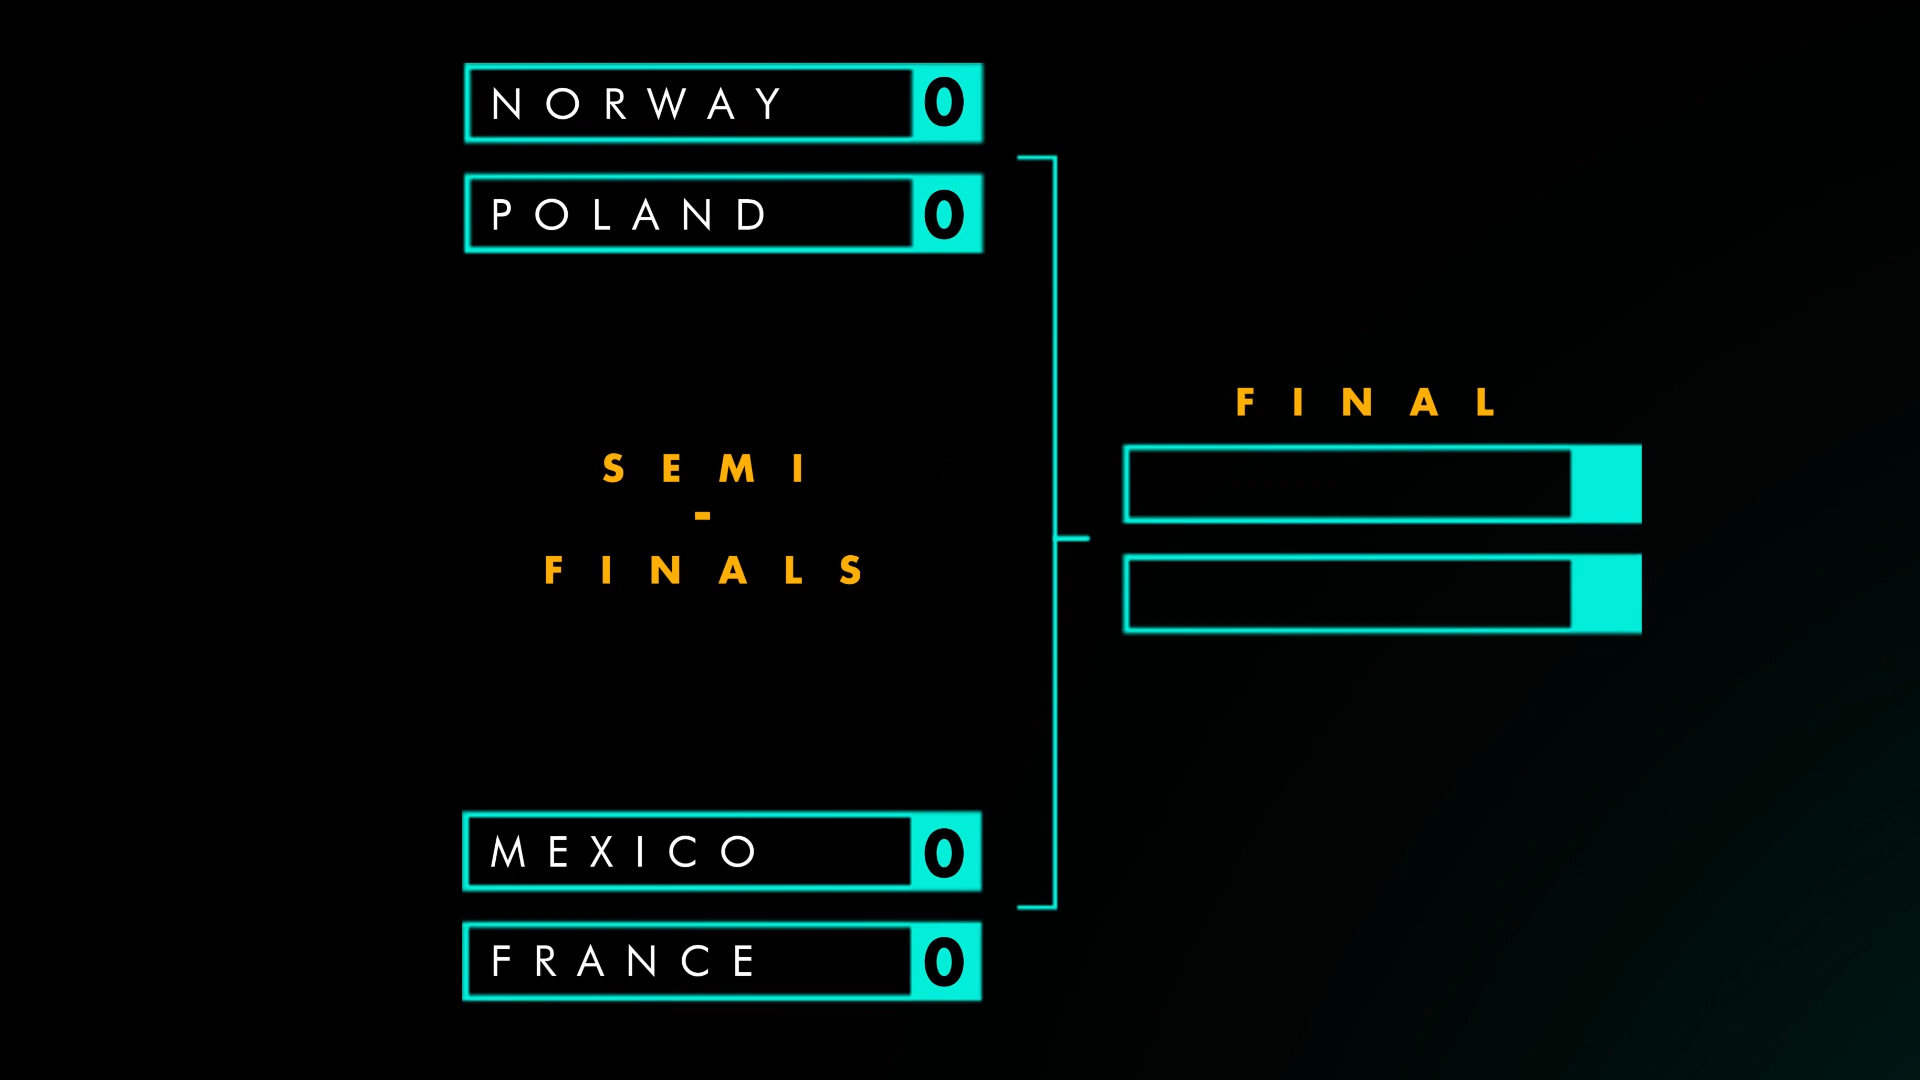 NORWAY 0
POLAND 0
SEMI
-
FINALS
MEXICO 0
FRANCE 0
FINAL